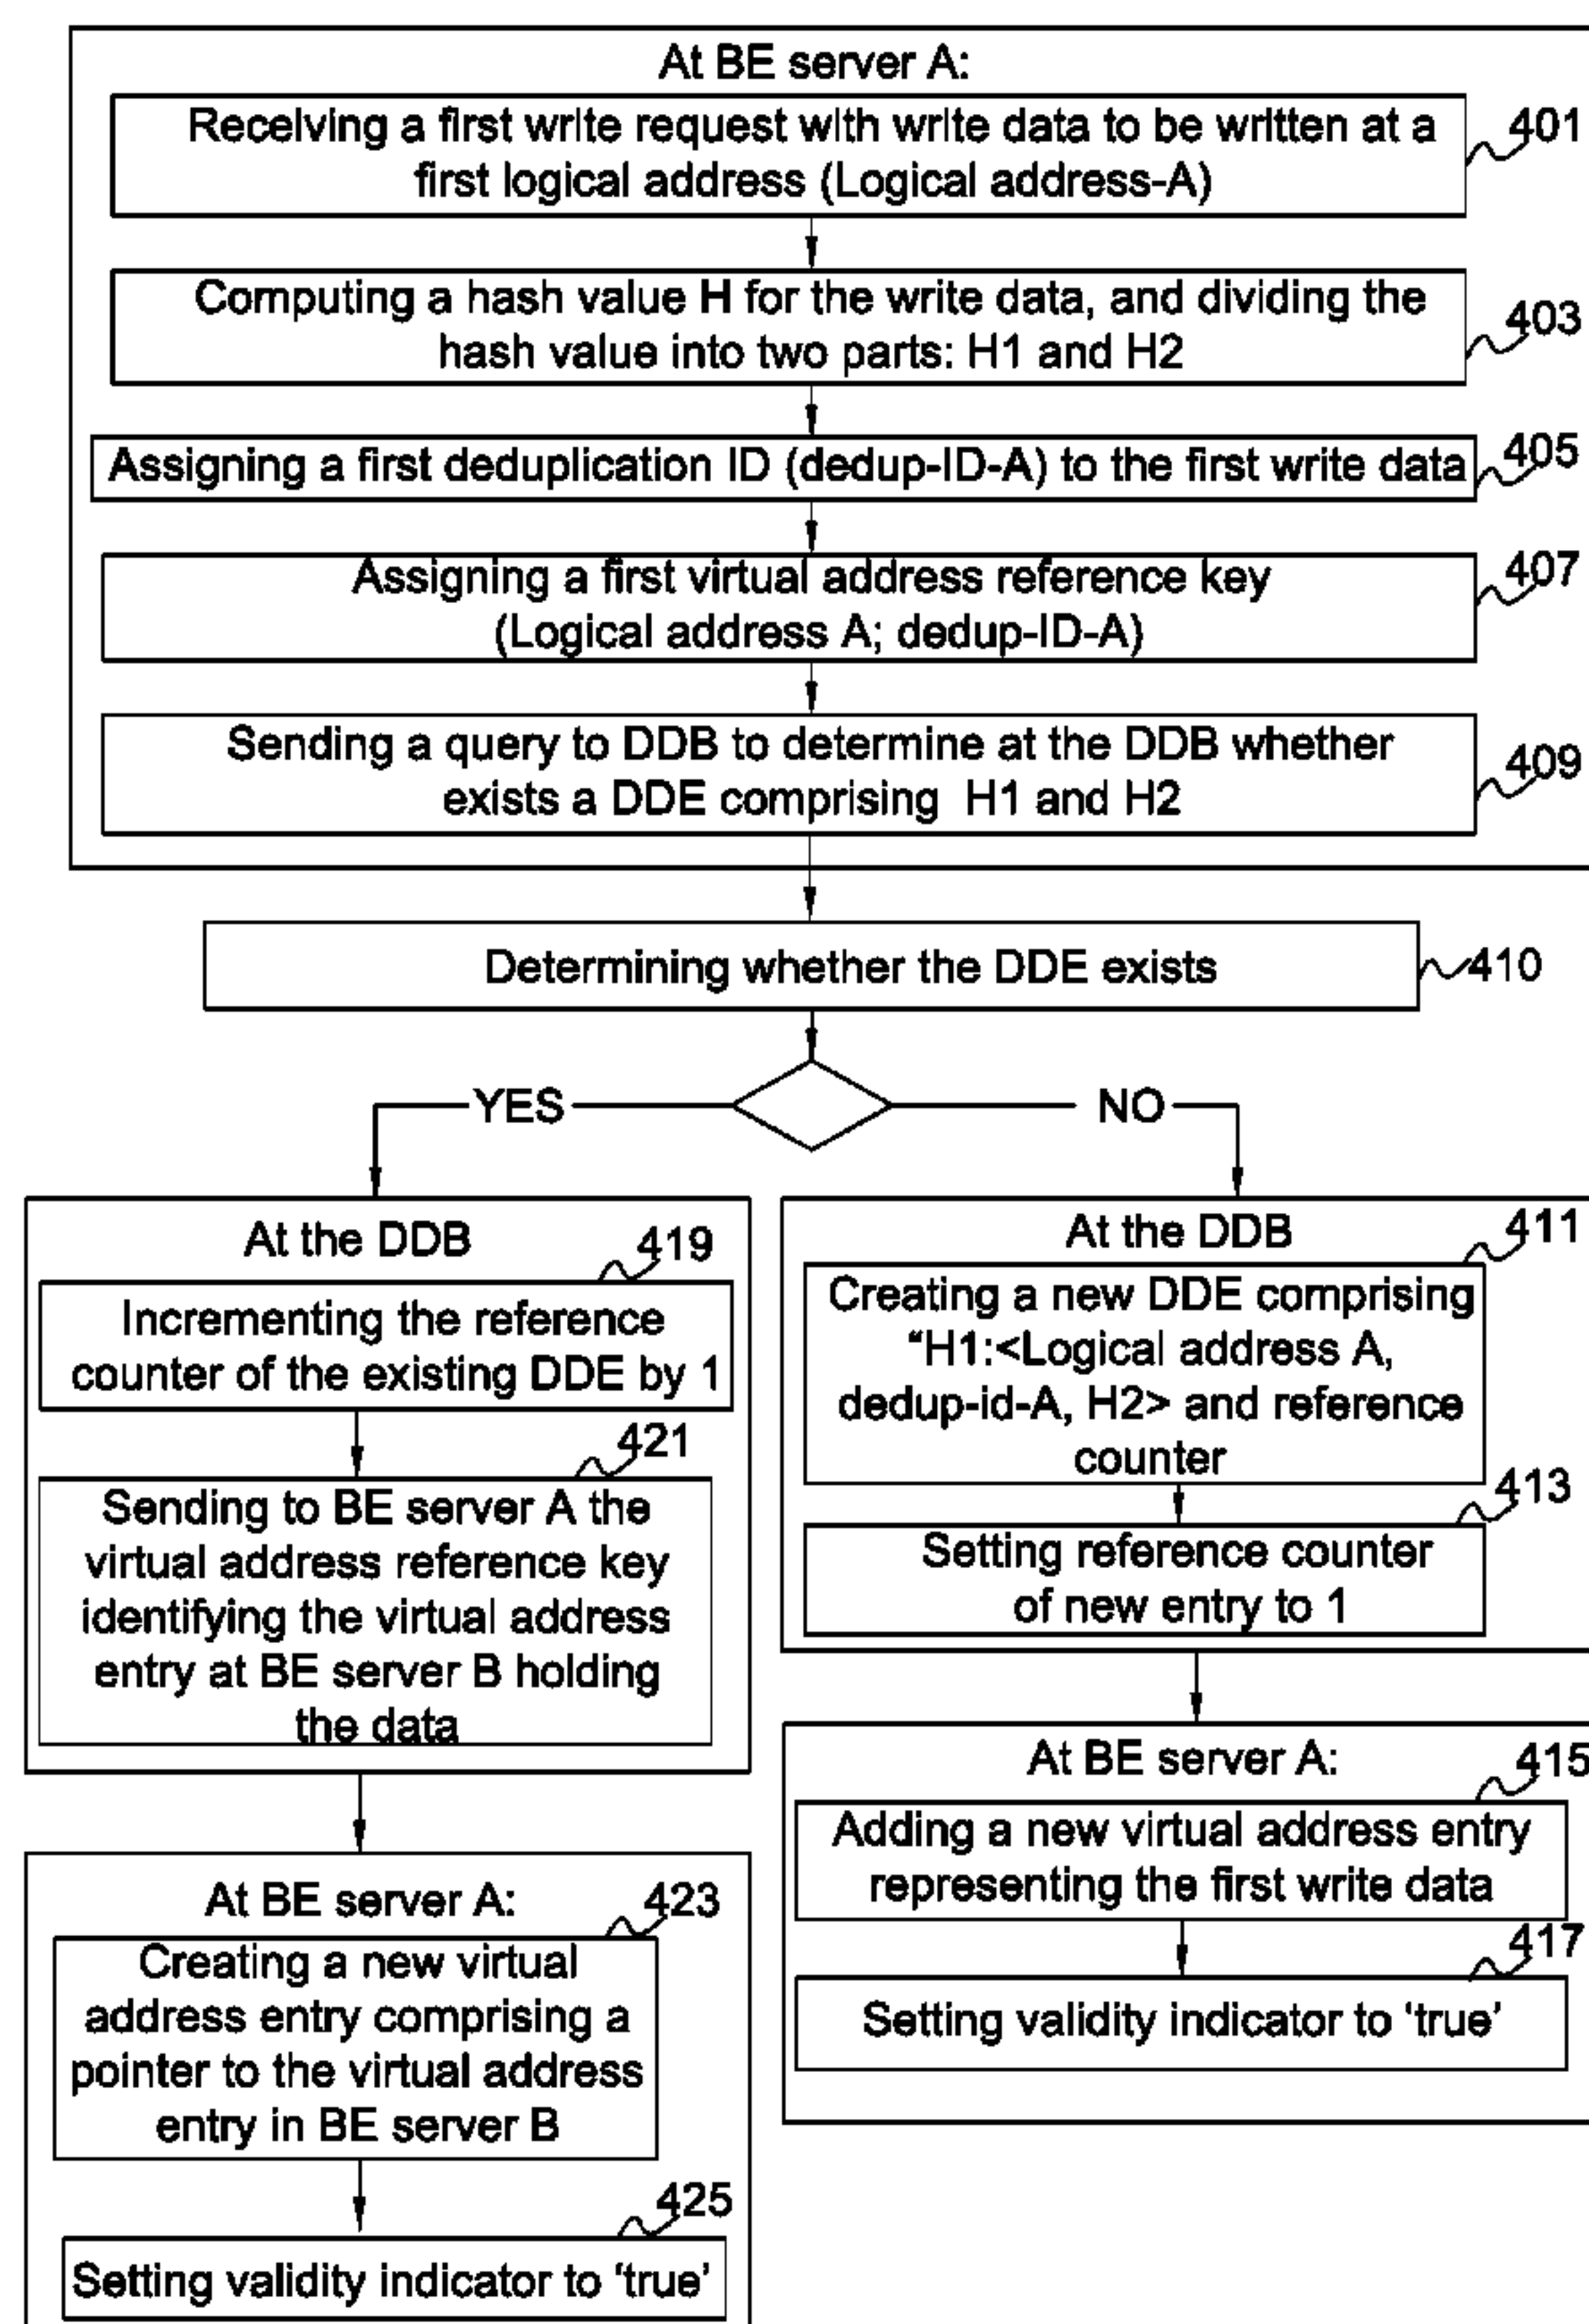 At BE server A:
Receiving a first write request with write data to be written at a
first logical address (Logical address-A)
401
Computing a hash value H for the write data, and dividing the
hash value into two parts: H1 and H2
403
Assigning a first deduplication ID (dedup-ID-A) to the first write data
405
Assigning a first virtual address reference key
(Logical address A; dedup-ID-A)
407
Sending a query to DDB to determine at the DDB whether
exists a DDE comprising H1 and H2
409
Determining whether the DDE exists
410
YES
NO
At the DDB
419
Incrementing the reference
counter of the existing DDE by 1
421
Sending to BE server A the
virtual address reference key
identifying the virtual address
entry at BE server B holding
the data
At BE server A:
423
Creating a new virtual
address entry comprising a
pointer to the virtual address
entry in BE server B
425
Setting validity indicator to ‘true’
At the DDB
411
Creating a new DDE comprising
“H1:<Logical address A,
dedup-id-A, H2> and reference
counter
413
Setting reference counter
of new entry to 1
At BE server A:
415
Adding a new virtual address entry
representing the first write data
417
Setting validity indicator to ‘true’